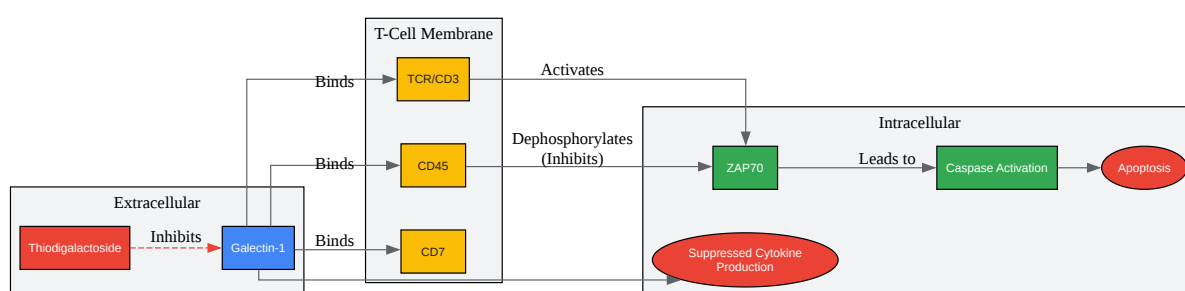 T-Cell Membrane
TCR/CD3
Binds
Activates
Intracellular
CD45
Binds
Dephosphorylates
(Inhibits)
ZAP70
Leads to
Caspase Activation
Apoptosis
Extracellular
Thiodigalactoside
Inhibits
Galectin-1
Binds
CD7
Suppressed Cytokine
Production